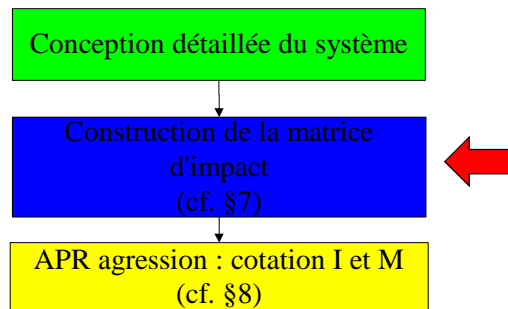 Conception détaillée du système
Construction de la matrice
d'impact
(cf. §7)
APR agression : cotation I et M
(cf. §8)